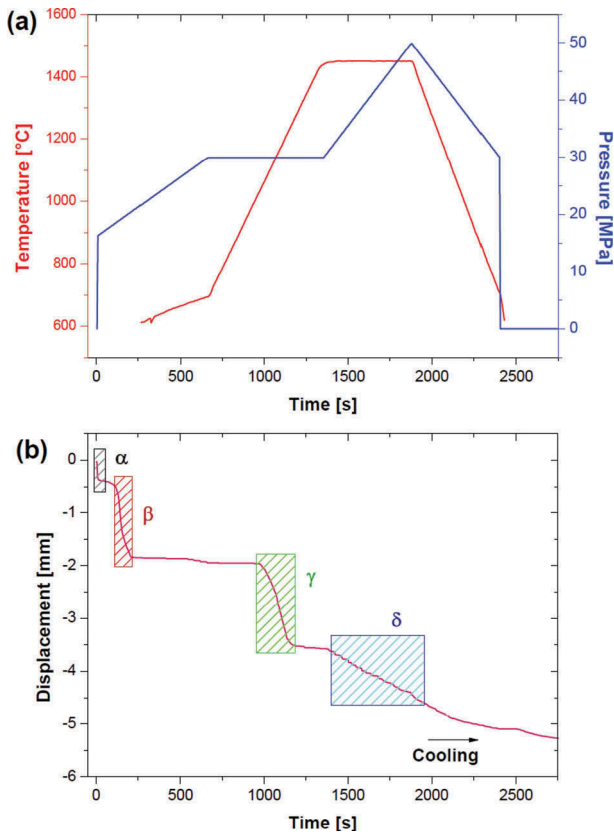 (a)
1600
1400
1200
1000
800
600
Temperature [°C]
50
40
30
20
10
0
Pressure [MPa]
0 500 1000 1500 2000 2500
Time [s]
(b)
0
-1
-2
-3
-4
-5
-6
Displacement [mm]
α
β
γ
δ
Cooling
0 500 1000 1500 2000 2500
Time [s]